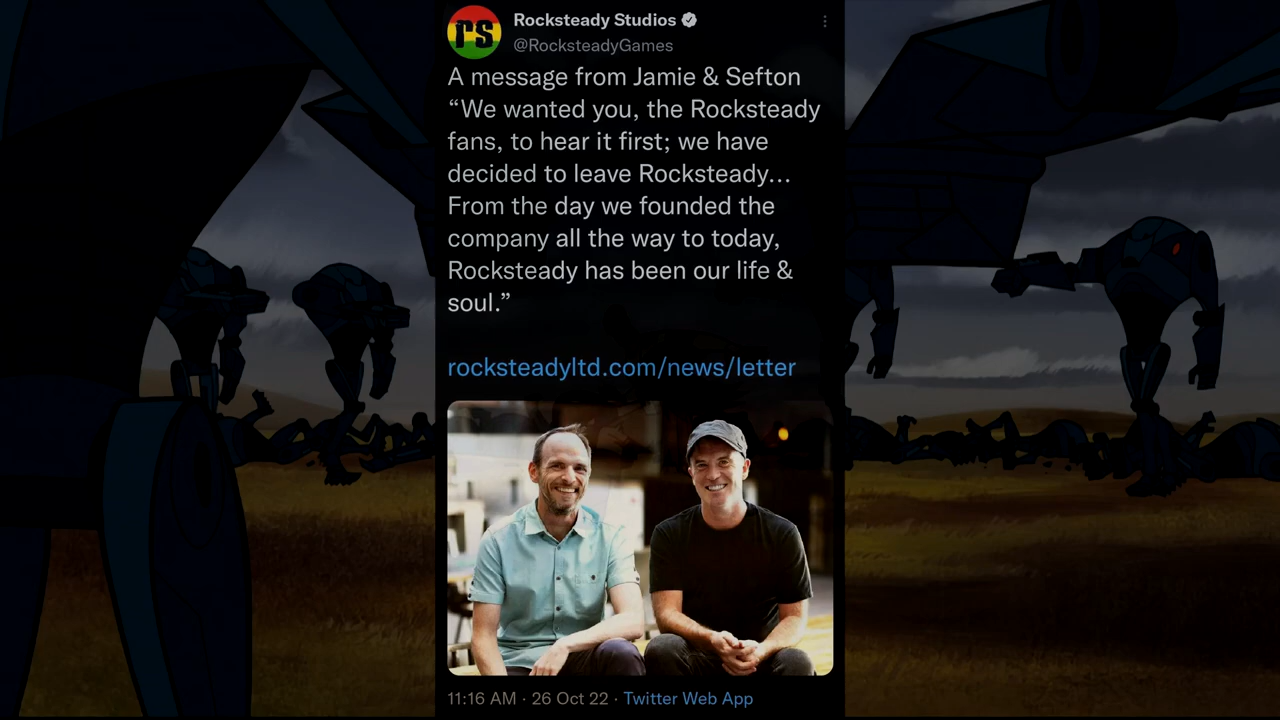 rs
Rocksteady Studios
@RocksteadyGames
A message from Jamie & Sefton
“We wanted you, the Rocksteady
fans, to hear it first; we have
decided to leave Rocksteady...
From the day we founded the
company all the way to today,
Rocksteady has been our life &
soul.”
rocksteadyltd.com/news/letter
11:16 AM · 26 Oct 22 · Twitter Web App